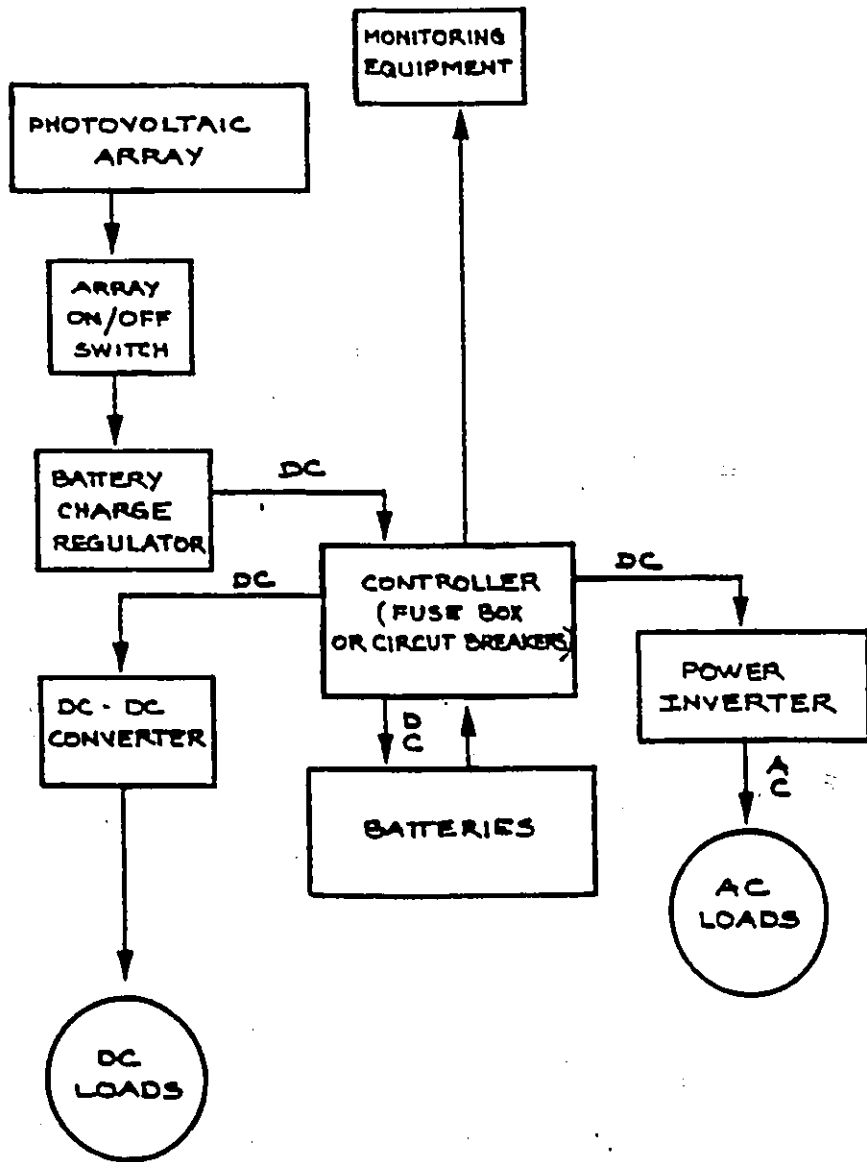 MONITORING
EQUIPMENT
PHOTOVOLTAIC
ARRAY
ARRAY
ON/OFF
SWITCH
BATTERY
CHARGE
REGULATOR
DC
DC
CONTROLLER
(FUSE BOX
OR CIRCUT BREAKERS)
DC
POWER
INVERTER
DC - DC
CONVERTER
D
C
BATTERIES
A
C
AC
LOADS
DC
LOADS